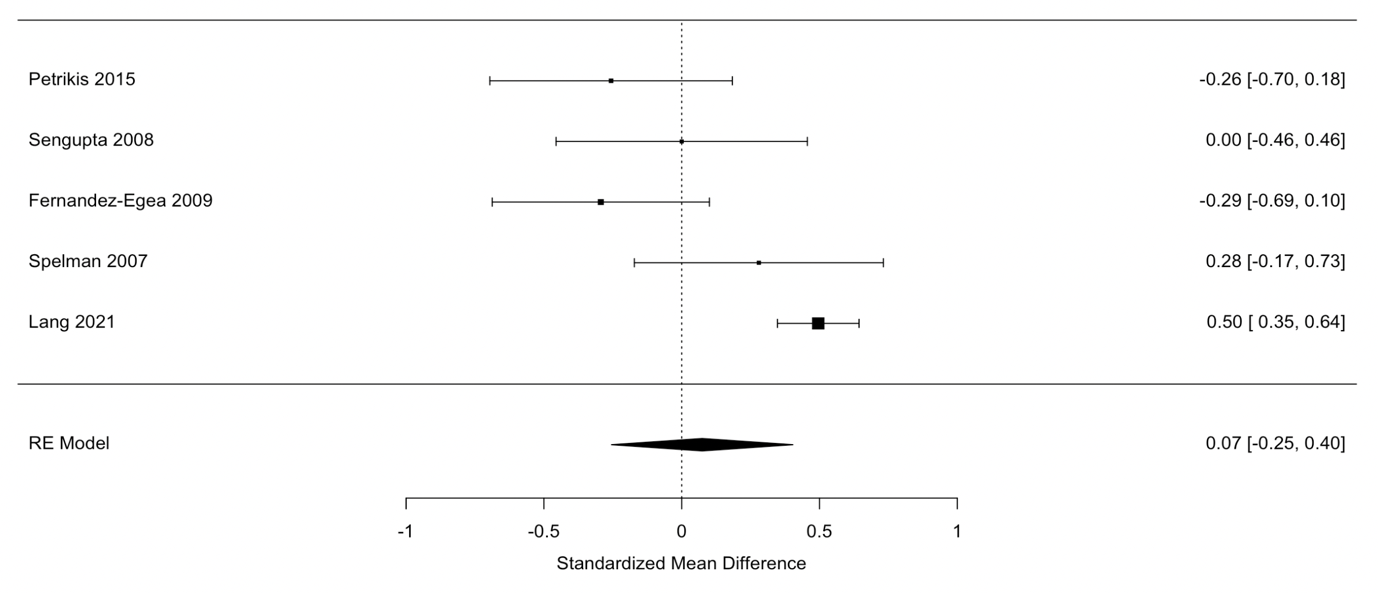 Petrikis 2015 -0.26 [-0.70, 0.18]
Sengupta 2008 0.00 [-0.46, 0.46]
Fernandez-Egea 2009 -0.29 [-0.69, 0.10]
Spelman 2007 0.28 [-0.17, 0.73]
Lang 2021 0.50 [ 0.35, 0.64]
RE Model 0.07 [-0.25, 0.40]
-1 -0.5 0 0.5 1
Standardized Mean Difference